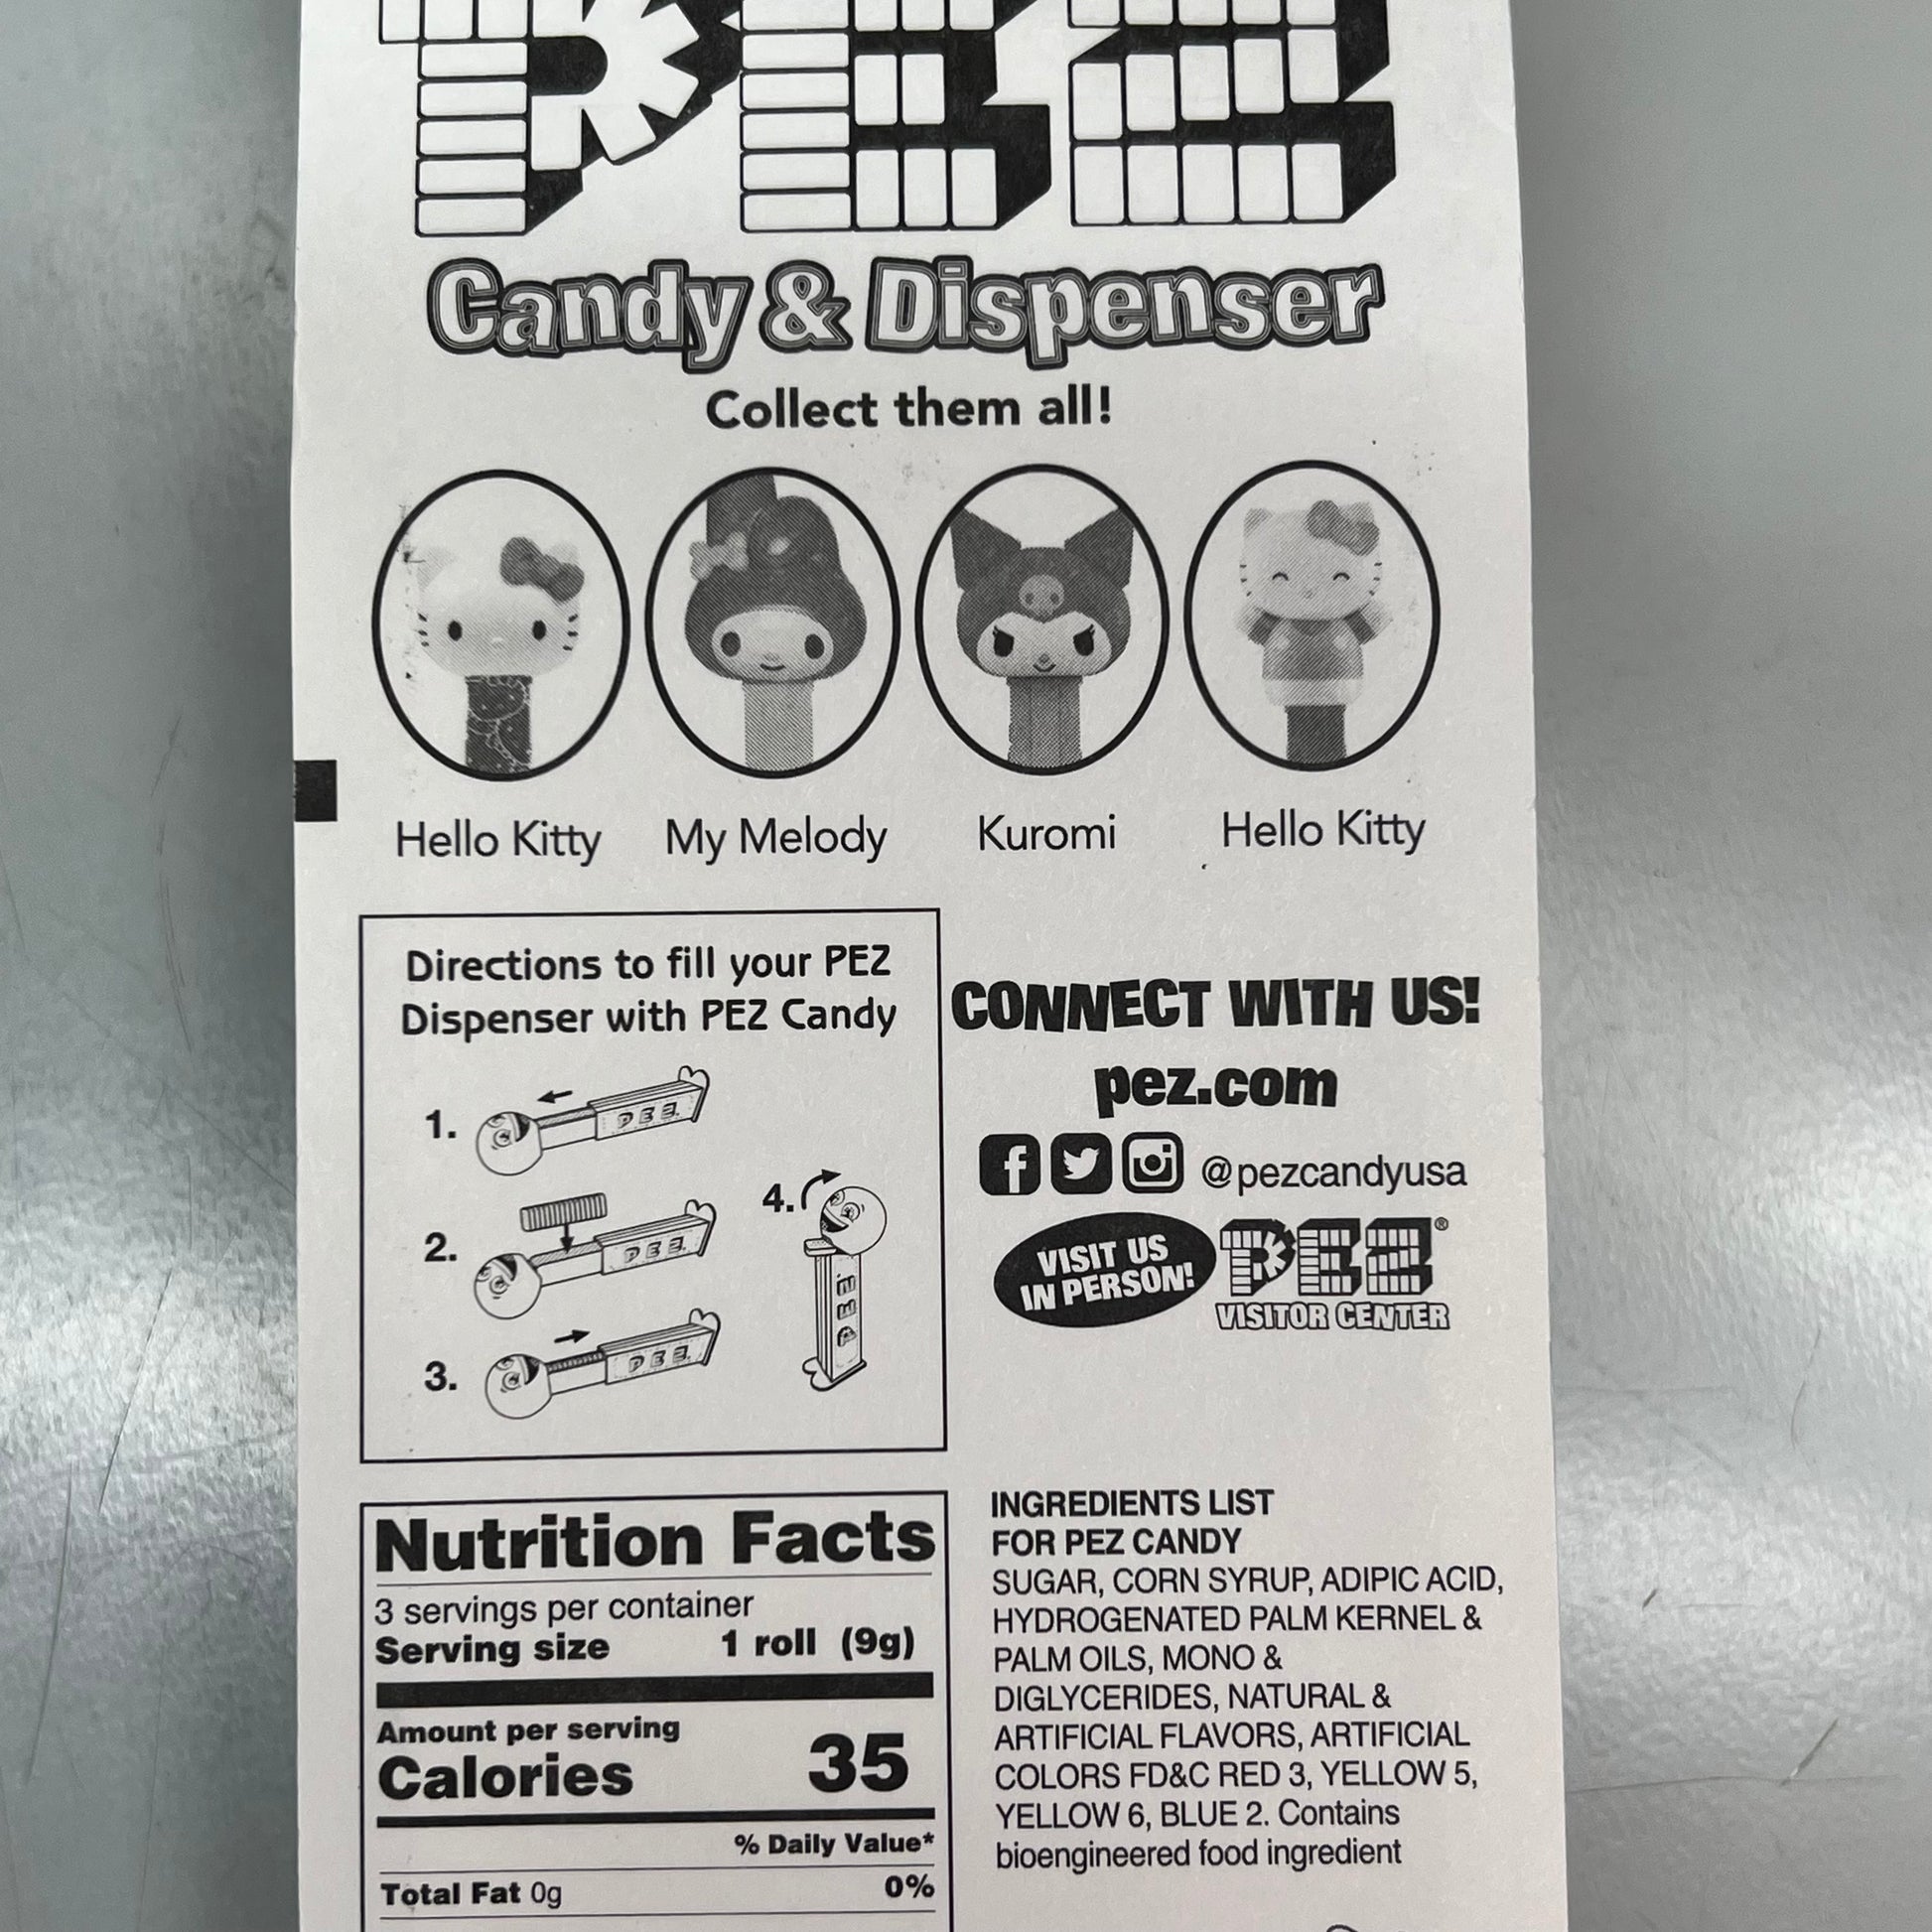 PEZ
Candy & Dispenser
Collect them all!
Hello Kitty
My Melody
Kuromi
Hello Kitty
Directions to fill your PEZ
Dispenser with PEZ Candy
1.
PEZ
2.
PEZ
3.
PEZ
4.
PEZ
CONNECT WITH US!
pez.com
f
@pezcandyusa
VISIT US
IN PERSON!
PEZ®
VISITOR CENTER
Nutrition Facts
3 servings per container
Serving size 1 roll (9g)
Amount per serving
Calories 35
% Daily Value*
Total Fat 0g 0%
INGREDIENTS LIST
FOR PEZ CANDY
SUGAR, CORN SYRUP, ADIPIC ACID,
HYDROGENATED PALM KERNEL &
PALM OILS, MONO &
DIGLYCERIDES, NATURAL &
ARTIFICIAL FLAVORS, ARTIFICIAL
COLORS FD&C RED 3, YELLOW 5,
YELLOW 6, BLUE 2. Contains
bioengineered food ingredient